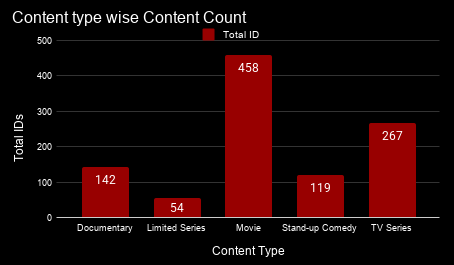 Content type wise Content Count
Total ID
500
400
300
200
100
0
Total IDs
142
54
458
119
267
Documentary
Limited Series
Movie
Stand-up Comedy
TV Series
Content Type